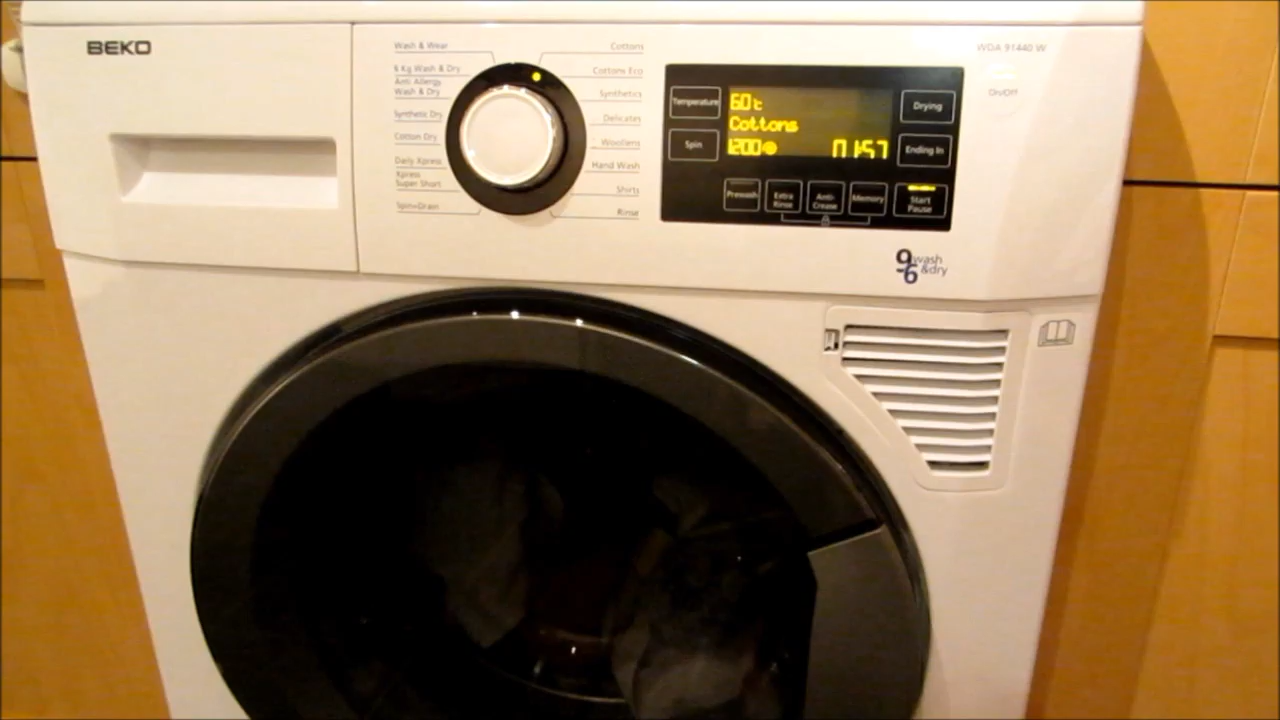 BEKO
Wash & Wear
6 Kg Wash & Dry
Anti Allergy
Wash & Dry
Synthetic Dry
Cotton Dry
Daily Xpress
Xpress
Super Short
Spin+Drain
Cottons
Cottons Eco
Synthetics
Delicates
Woollens
Hand Wash
Shirts
Rinse
Temperature
Spin
60°c
Cottons
1200
01:57
Drying
Ending In
Prewash
Extra
Rinse
Anti-
Crease
Memory
Start
Pause
WDA 91440 W
On/Off
9 wash
6 &dry